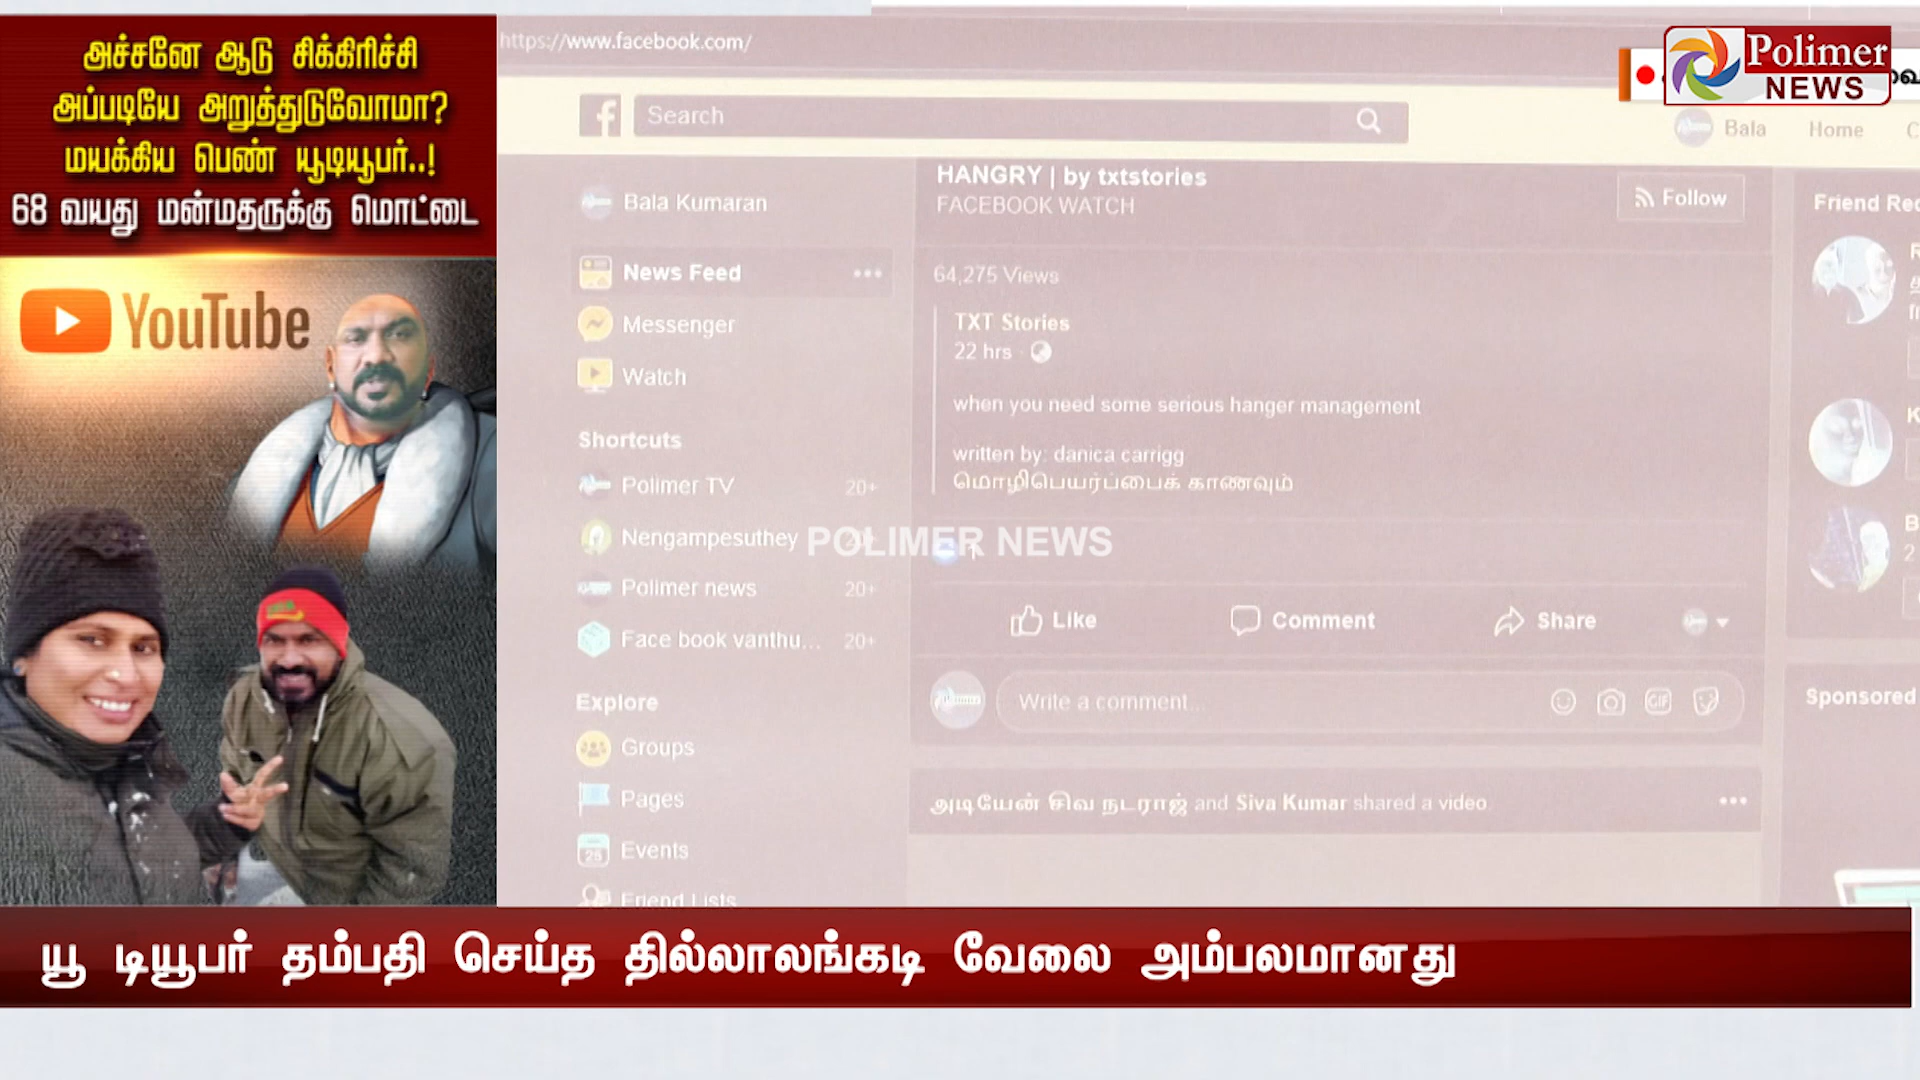 அச்சனே ஆடு சிக்கிரிச்சி
அப்படியே அறுத்துடுவோமா?
மயக்கிய பெண் யூடியூபர்..!
68 வயது மன்மதருக்கு மொட்டை
YouTube
https://www.facebook.com/
Search
Polimer
NEWS
Bala
Home
Bala Kumaran
News Feed
Messenger
Watch
Shortcuts
Polimer TV 20+
Nengampesuthey
Polimer news 20+
Face book vanthu... 20+
Explore
Groups
Pages
25 Events
Friend Lists
HANGRY | by txtstories
FACEBOOK WATCH
Follow
64,275 Views
TXT Stories
22 hrs
when you need some serious hanger management
written by: danica carrigg
மொழிபெயர்ப்பைக் காணவும்
POLIMER NEWS
Like Comment Share
Write a comment...
GIF
அடியேன் சிவ நடராஜ் and Siva Kumar shared a video
Friend Rec
Sponsored
யூ டியூபர் தம்பதி செய்த தில்லாலங்கடி வேலை அம்பலமானது